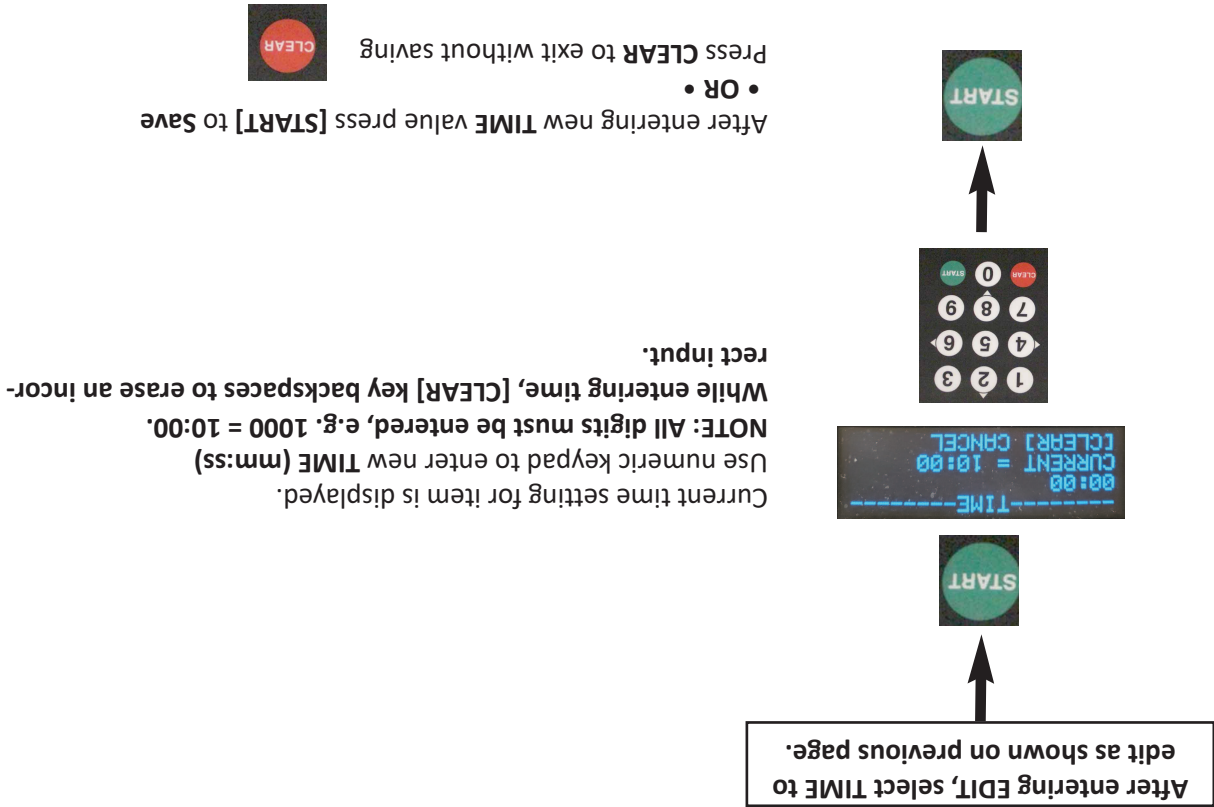 After entering EDIT, select TIME to
edit as shown on previous page.
START
--------TIME--------
00:00
CURRENT = 10:00
[CLEAR] CANCEL
Current time setting for item is displayed.
Use numeric keypad to enter new TIME (mm:ss)
NOTE: All digits must be entered, e.g. 1000 = 10:00.
While entering time, [CLEAR] key backspaces to erase an incor-
rect input.
1 2 3
4 5 6
7 8 9
CLEAR 0 START
START
After entering new TIME value press [START] to Save
• OR •
Press CLEAR to exit without saving
CLEAR